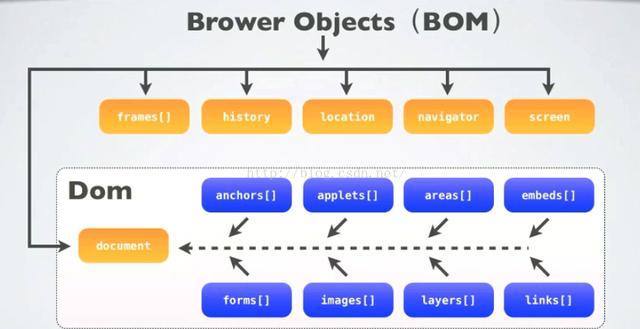 Brower Objects（BOM）
frames[] history location navigator screen
http://blog.csdn.net/
Dom
anchors[] applets[] areas[] embeds[]
document
forms[] images[] layers[] links[]